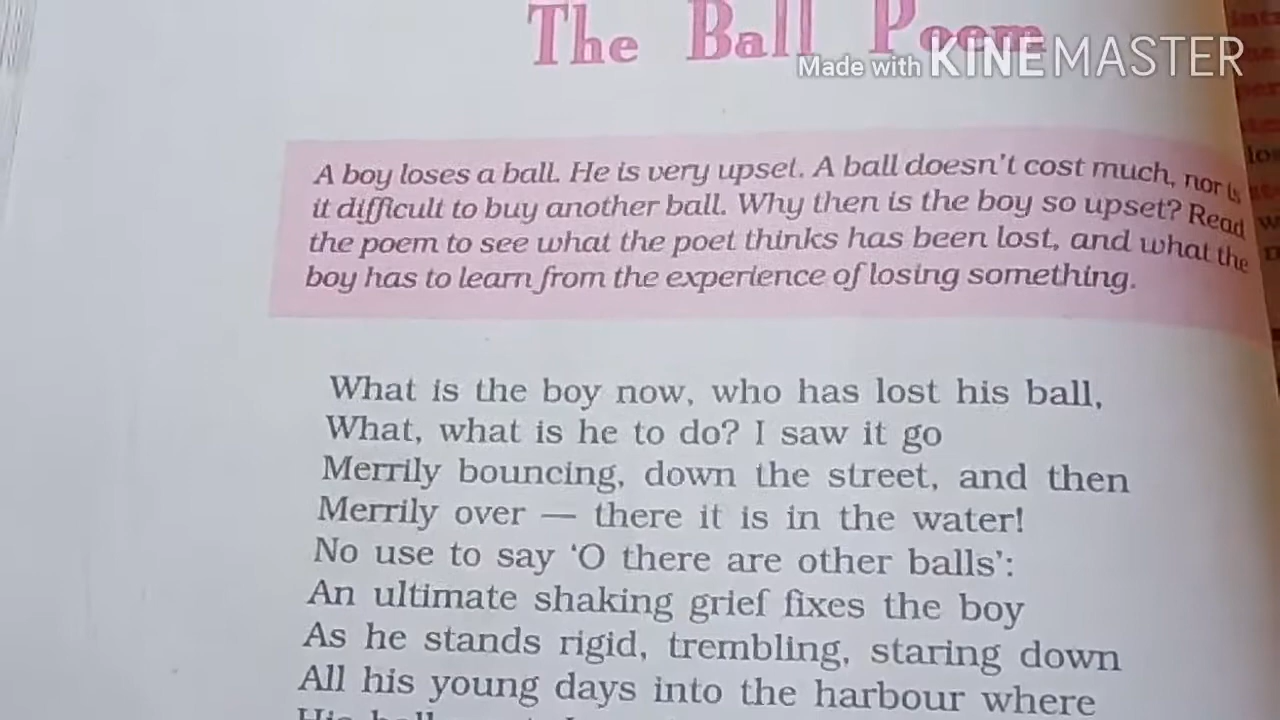 The Ball Poem
Made with KINEMASTER
A boy loses a ball. He is very upset. A ball doesn't cost much, nor is
it difficult to buy another ball. Why then is the boy so upset? Read
the poem to see what the poet thinks has been lost, and what the
boy has to learn from the experience of losing something.
What is the boy now, who has lost his ball,
What, what is he to do? I saw it go
Merrily bouncing, down the street, and then
Merrily over — there it is in the water!
No use to say ‘O there are other balls’:
An ultimate shaking grief fixes the boy
As he stands rigid, trembling, staring down
All his young days into the harbour where
His ball